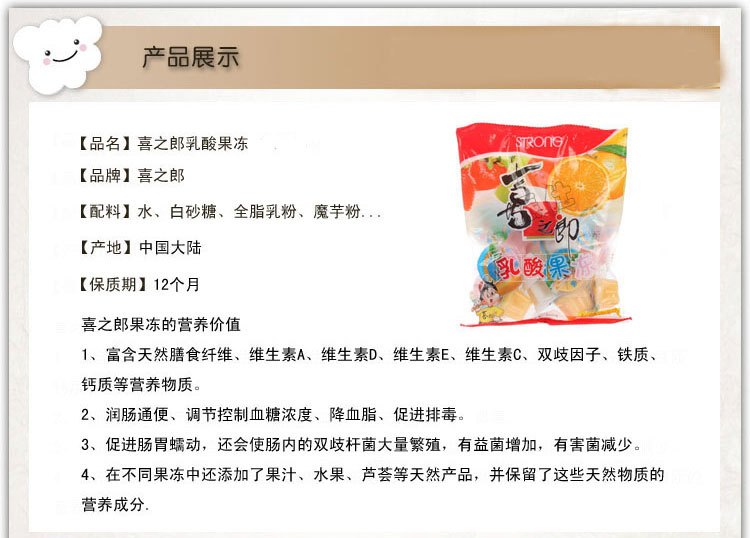 产品展示
【品名】喜之郎乳酸果冻
【品牌】喜之郎
【配料】水、白砂糖、全脂乳粉、魔芋粉...
【产地】中国大陆
【保质期】12个月
STRONG
喜之郎
乳酸果冻
喜之郎果冻的营养价值
1、富含天然膳食纤维、维生素A、维生素D、维生素E、维生素C、双歧因子、铁质、
钙质等营养物质。
2、润肠通便、调节控制血糖浓度、降血脂、促进排毒。
3、促进肠胃蠕动，还会使肠内的双歧杆菌大量繁殖，有益菌增加，有害菌减少。
4、在不同果冻中还添加了果汁、水果、芦荟等天然产品，并保留了这些天然物质的
营养成分.